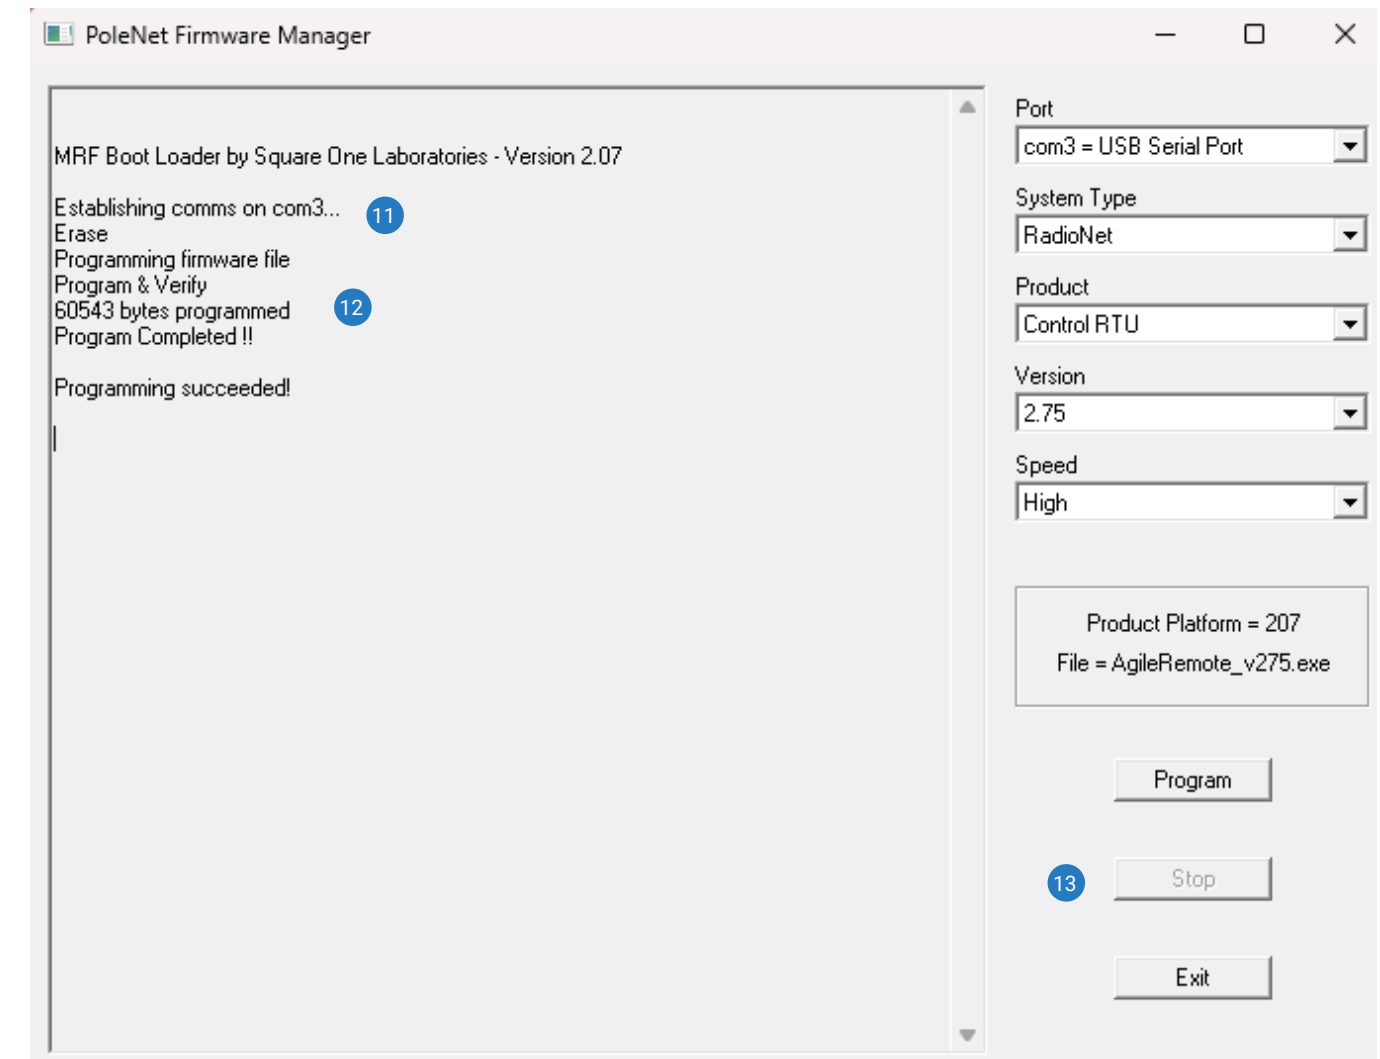 PoleNet Firmware Manager
MRF Boot Loader by Square One Laboratories - Version 2.07
Establishing comms on com3...
11
Erase
Programming firmware file
Program & Verify
60543 bytes programmed
12
Program Completed !!
Programming succeeded!
Port
com3 = USB Serial Port
System Type
RadioNet
Product
Control RTU
Version
2.75
Speed
High
Product Platform = 207
File = AgileRemote_v275.exe
Program
13
Stop
Exit